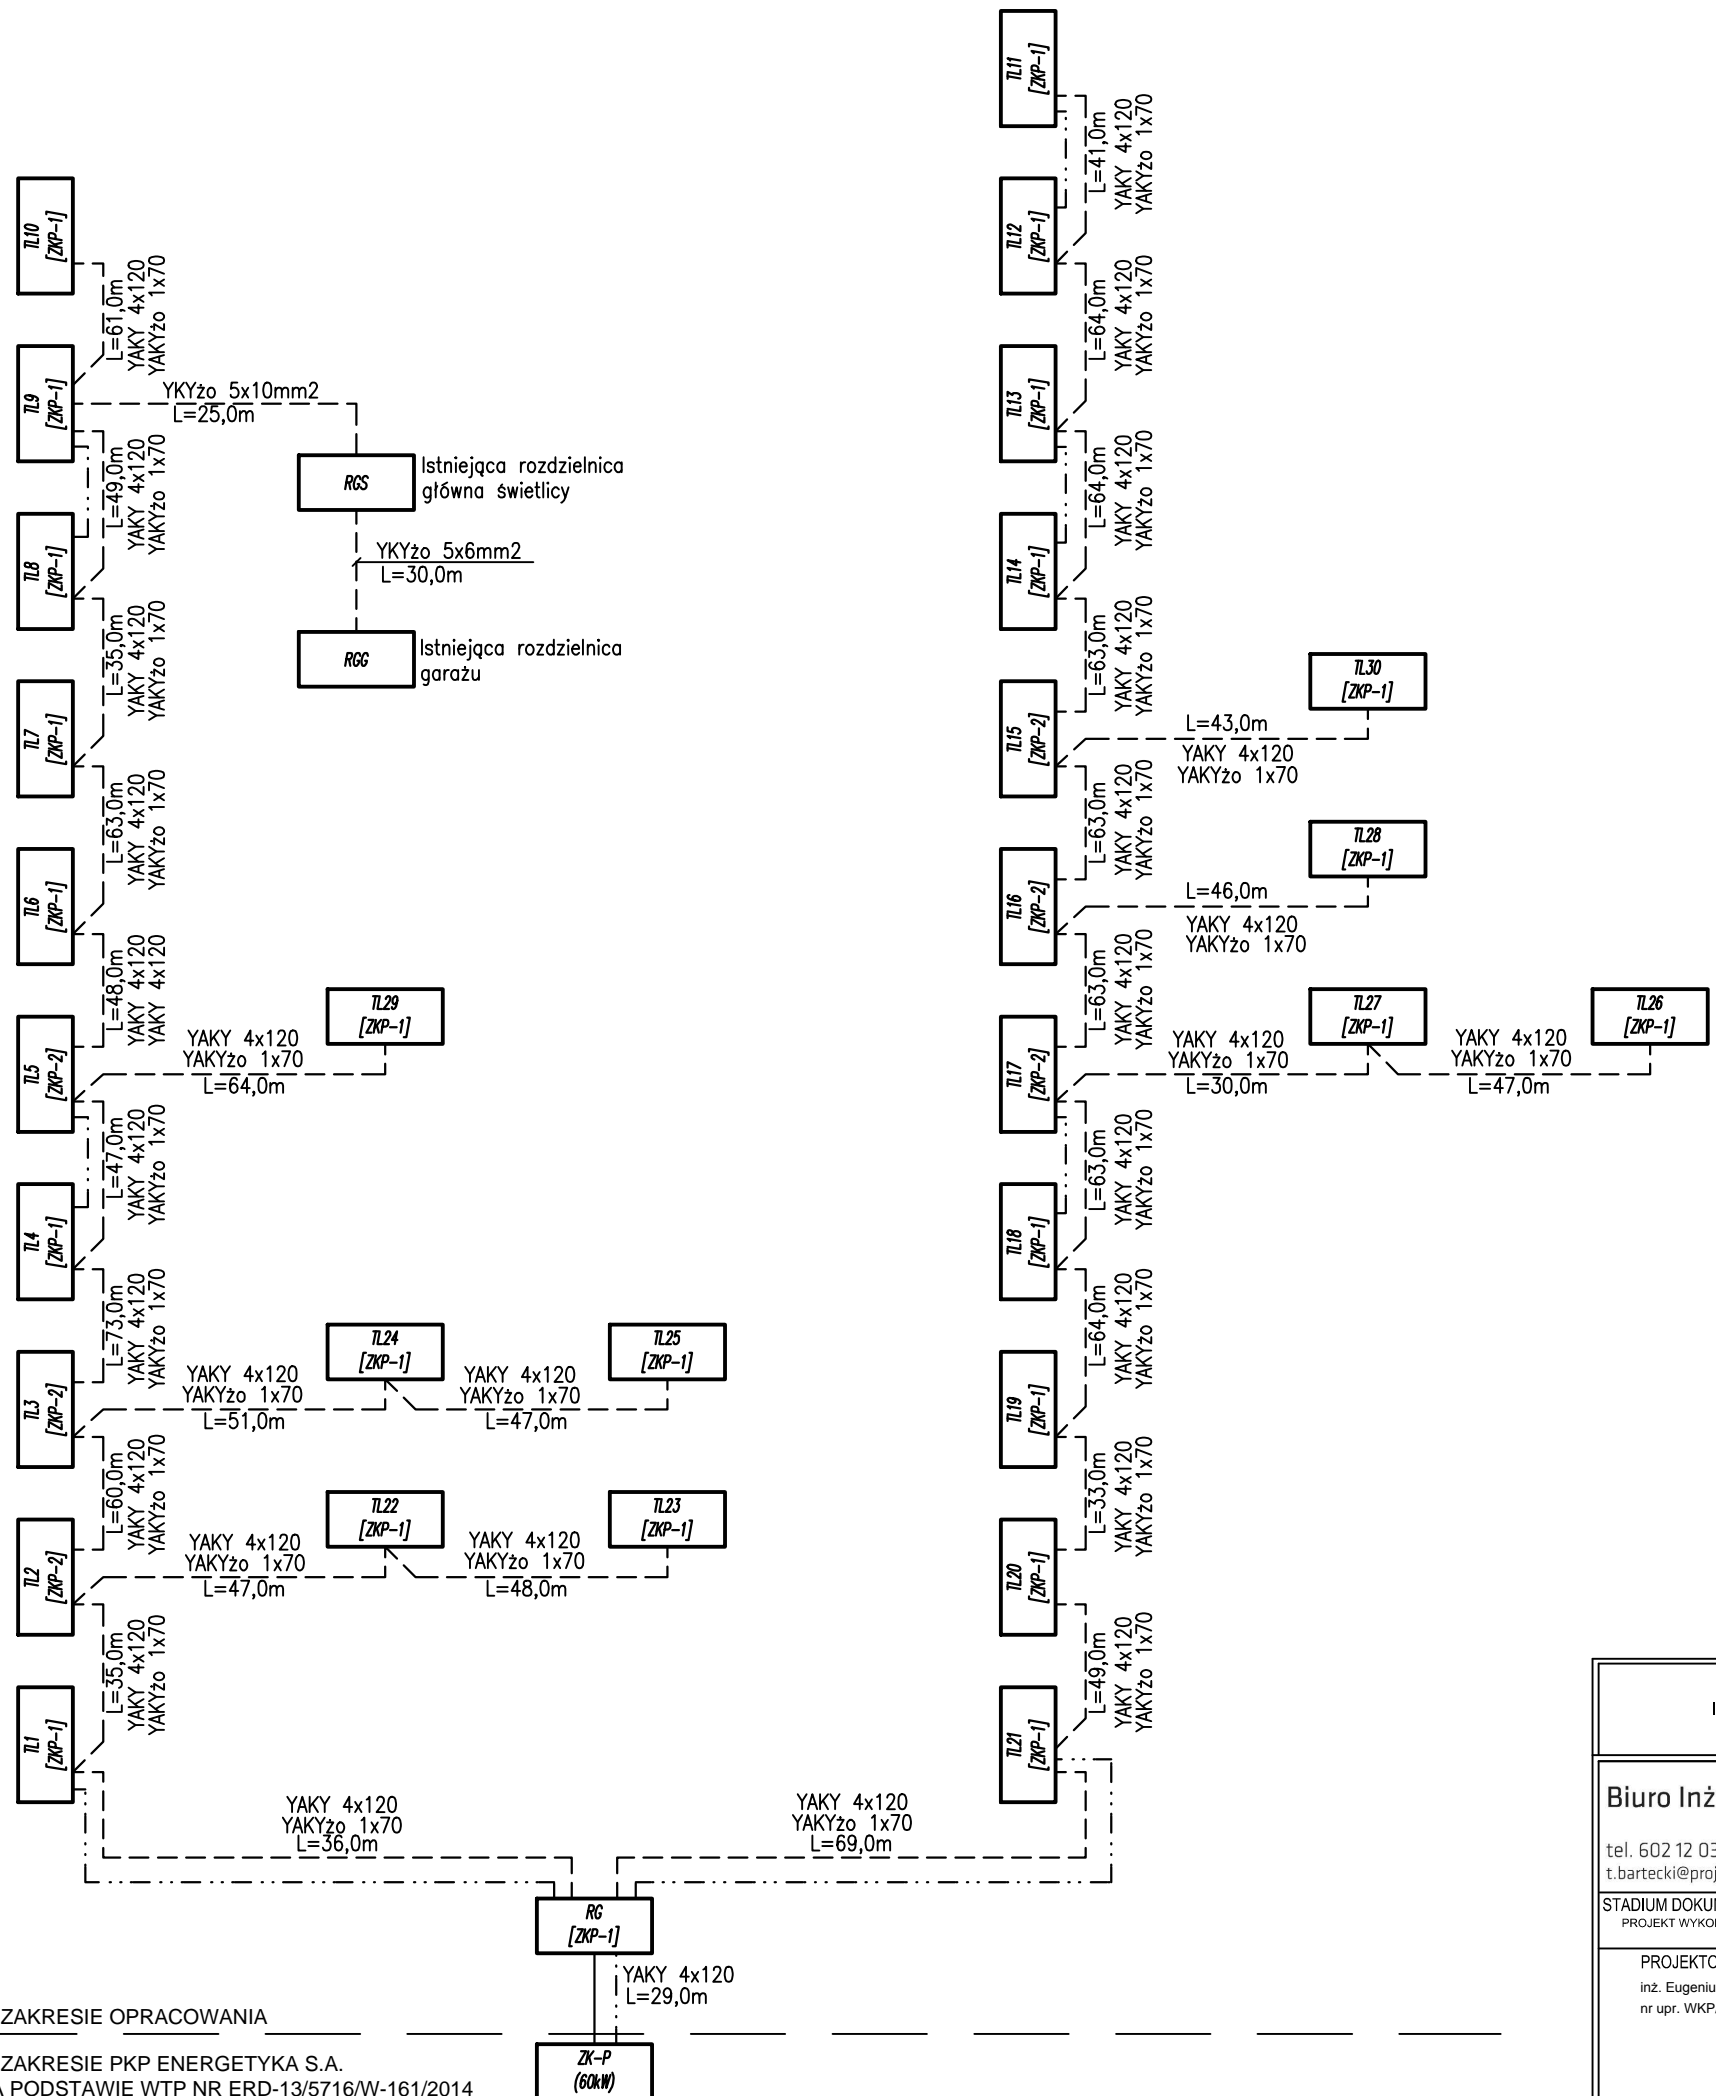 TL11
[ZKP-1]
L=41,0m
YAKY 4x120
YAKYżo 1x70
TL10
[ZKP-1]
L=61,0m
YAKY 4x120
YAKYżo 1x70
TL12
[ZKP-1]
L=64,0m
YAKY 4x120
YAKYżo 1x70
TL9
[ZKP-1]
YKYżo 5x10mm2
L=25,0m
L=49,0m
YAKY 4x120
YAKYżo 1x70
RGS
Istniejąca rozdzielnica
główna świetlicy
TL13
[ZKP-1]
L=64,0m
YAKY 4x120
YAKYżo 1x70
TL8
[ZKP-1]
YKYżo 5x6mm2
L=30,0m
L=35,0m
YAKY 4x120
YAKYżo 1x70
RGG
Istniejąca rozdzielnica
garażu
TL14
[ZKP-1]
L=63,0m
YAKY 4x120
YAKYżo 1x70
TL30
[ZKP-1]
TL7
[ZKP-1]
L=63,0m
YAKY 4x120
YAKYżo 1x70
TL15
[ZKP-2]
L=43,0m
YAKY 4x120
YAKYżo 1x70
L=63,0m
YAKY 4x120
YAKYżo 1x70
TL28
[ZKP-1]
TL6
[ZKP-1]
L=48,0m
YAKY 4x120
YAKY 4x120
TL16
[ZKP-2]
L=46,0m
YAKY 4x120
YAKYżo 1x70
L=63,0m
YAKY 4x120
YAKYżo 1x70
TL5
[ZKP-2]
TL29
[ZKP-1]
YAKY 4x120
YAKYżo 1x70
L=64,0m
L=47,0m
YAKY 4x120
YAKYżo 1x70
TL17
[ZKP-2]
TL27
[ZKP-1]
YAKY 4x120
YAKYżo 1x70
L=30,0m
TL26
[ZKP-1]
YAKY 4x120
YAKYżo 1x70
L=47,0m
L=63,0m
YAKY 4x120
YAKYżo 1x70
TL4
[ZKP-1]
L=73,0m
YAKY 4x120
YAKYżo 1x70
TL18
[ZKP-1]
L=64,0m
YAKY 4x120
YAKYżo 1x70
TL3
[ZKP-2]
TL24
[ZKP-1]
YAKY 4x120
YAKYżo 1x70
L=51,0m
TL25
[ZKP-1]
YAKY 4x120
YAKYżo 1x70
L=47,0m
L=60,0m
YAKY 4x120
YAKYżo 1x70
TL19
[ZKP-1]
L=33,0m
YAKY 4x120
YAKYżo 1x70
TL2
[ZKP-2]
TL22
[ZKP-1]
YAKY 4x120
YAKYżo 1x70
L=47,0m
TL23
[ZKP-1]
YAKY 4x120
YAKYżo 1x70
L=48,0m
L=35,0m
YAKY 4x120
YAKYżo 1x70
TL20
[ZKP-1]
L=49,0m
YAKY 4x120
YAKYżo 1x70
TL1
[ZKP-1]
TL21
[ZKP-1]
YAKY 4x120
YAKYżo 1x70
L=36,0m
YAKY 4x120
YAKYżo 1x70
L=69,0m
RG
[ZKP-1]
YAKY 4x120
L=29,0m
ZAKRESIE OPRACOWANIA
ZAKRESIE PKP ENERGETYKA S.A.
A PODSTAWIE WTP NR ERD-13/5716/W-161/2014
ZK-P
(60kW)
Biuro Inż
tel. 602 12 03
t.bartecki@proj
STADIUM DOKU
PROJEKT WYKO
PROJEKTO
inż. Eugeniu
nr upr. WKP